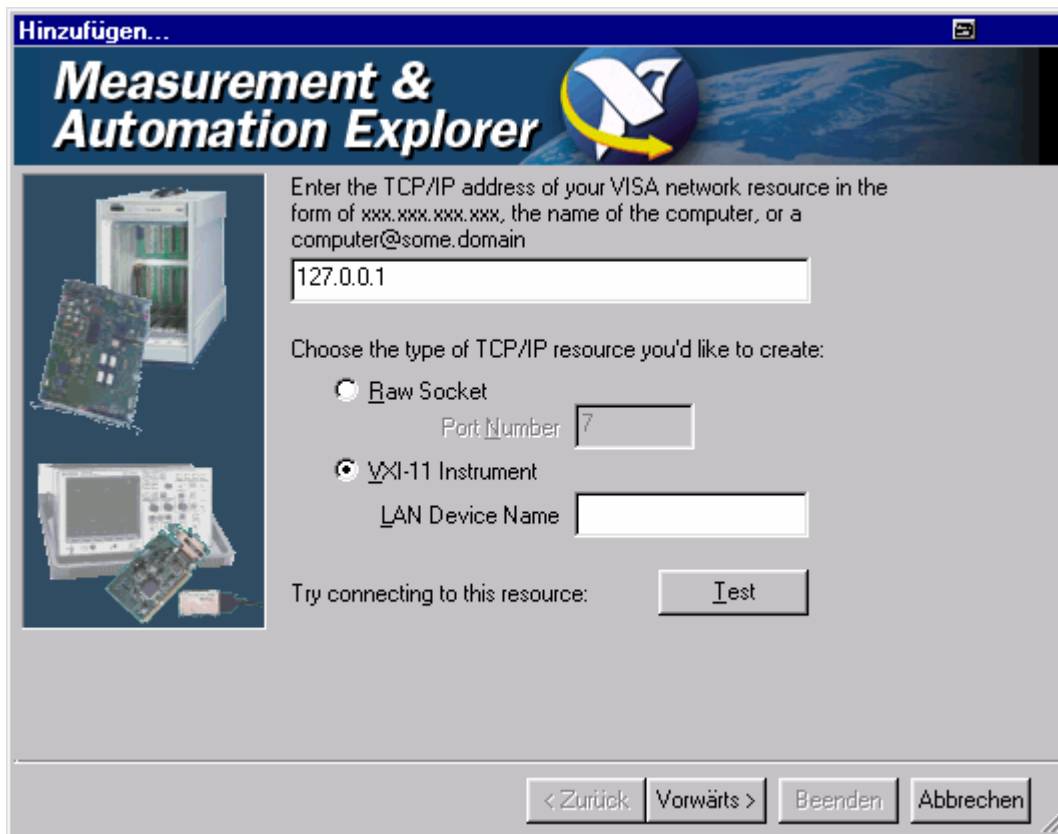 Hinzufügen...
Measurement &
Automation Explorer
Enter the TCP/IP address of your VISA network resource in the
form of xxx.xxx.xxx.xxx, the name of the computer, or a
computer@some.domain
127.0.0.1
Choose the type of TCP/IP resource you'd like to create:
Raw Socket
Port Number 7
VXI-11 Instrument
LAN Device Name
Try connecting to this resource: Test
< Zurück Vorwärts > Beenden Abbrechen